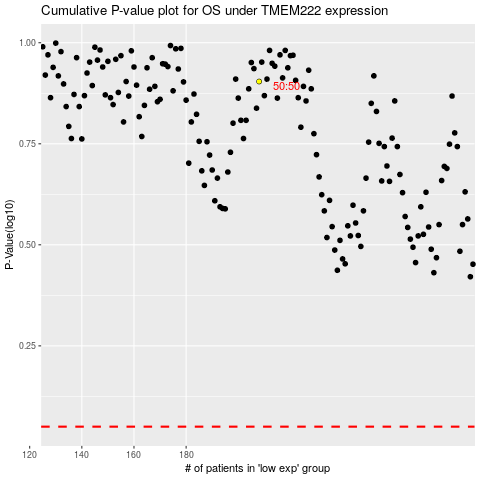 Cumulative P-value plot for OS under TMEM222 expression
1.00
50:50
0.75
P-Value(log10)
0.50
0.25
120 140 160 180
# of patients in 'low exp' group